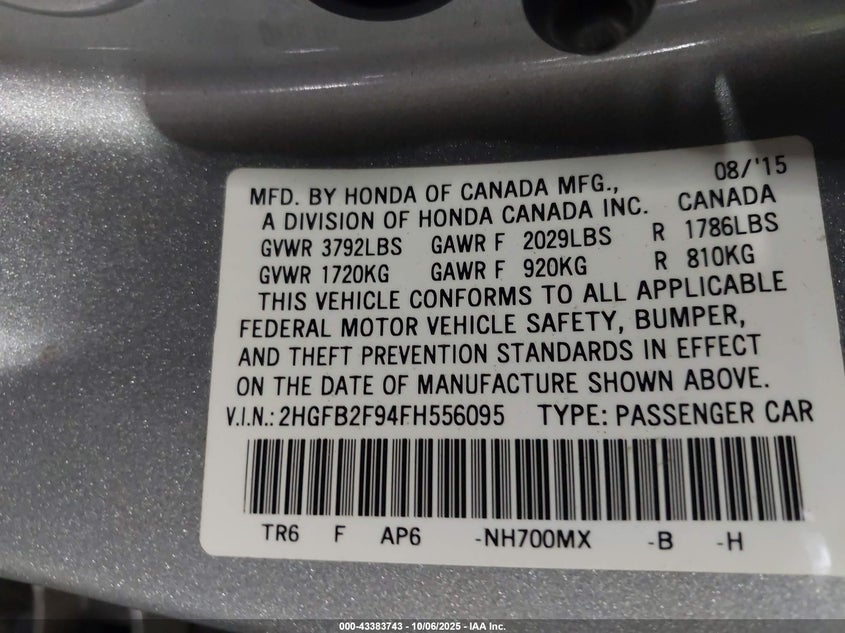 08/'15
MFD. BY HONDA OF CANADA MFG.,
A DIVISION OF HONDA CANADA INC. CANADA
GVWR 3792LBS GAWR F 2029LBS R 1786LBS
GVWR 1720KG GAWR F 920KG R 810KG
THIS VEHICLE CONFORMS TO ALL APPLICABLE
FEDERAL MOTOR VEHICLE SAFETY, BUMPER,
AND THEFT PREVENTION STANDARDS IN EFFECT
ON THE DATE OF MANUFACTURE SHOWN ABOVE.
V.I.N.: 2HGFB2F94FH556095 TYPE: PASSENGER CAR
TR6 F AP6 -NH700MX -B -H
000-43383743 | 10/06/2025 - IAA Inc.